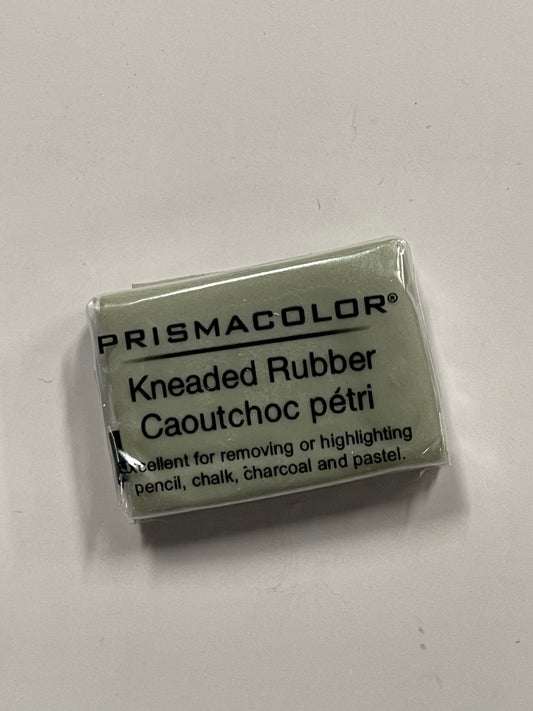 PRISMACOLOR®
Kneaded Rubber
Caoutchoc pétri
Excellent for removing or highlighting
pencil, chalk, charcoal and pastel.